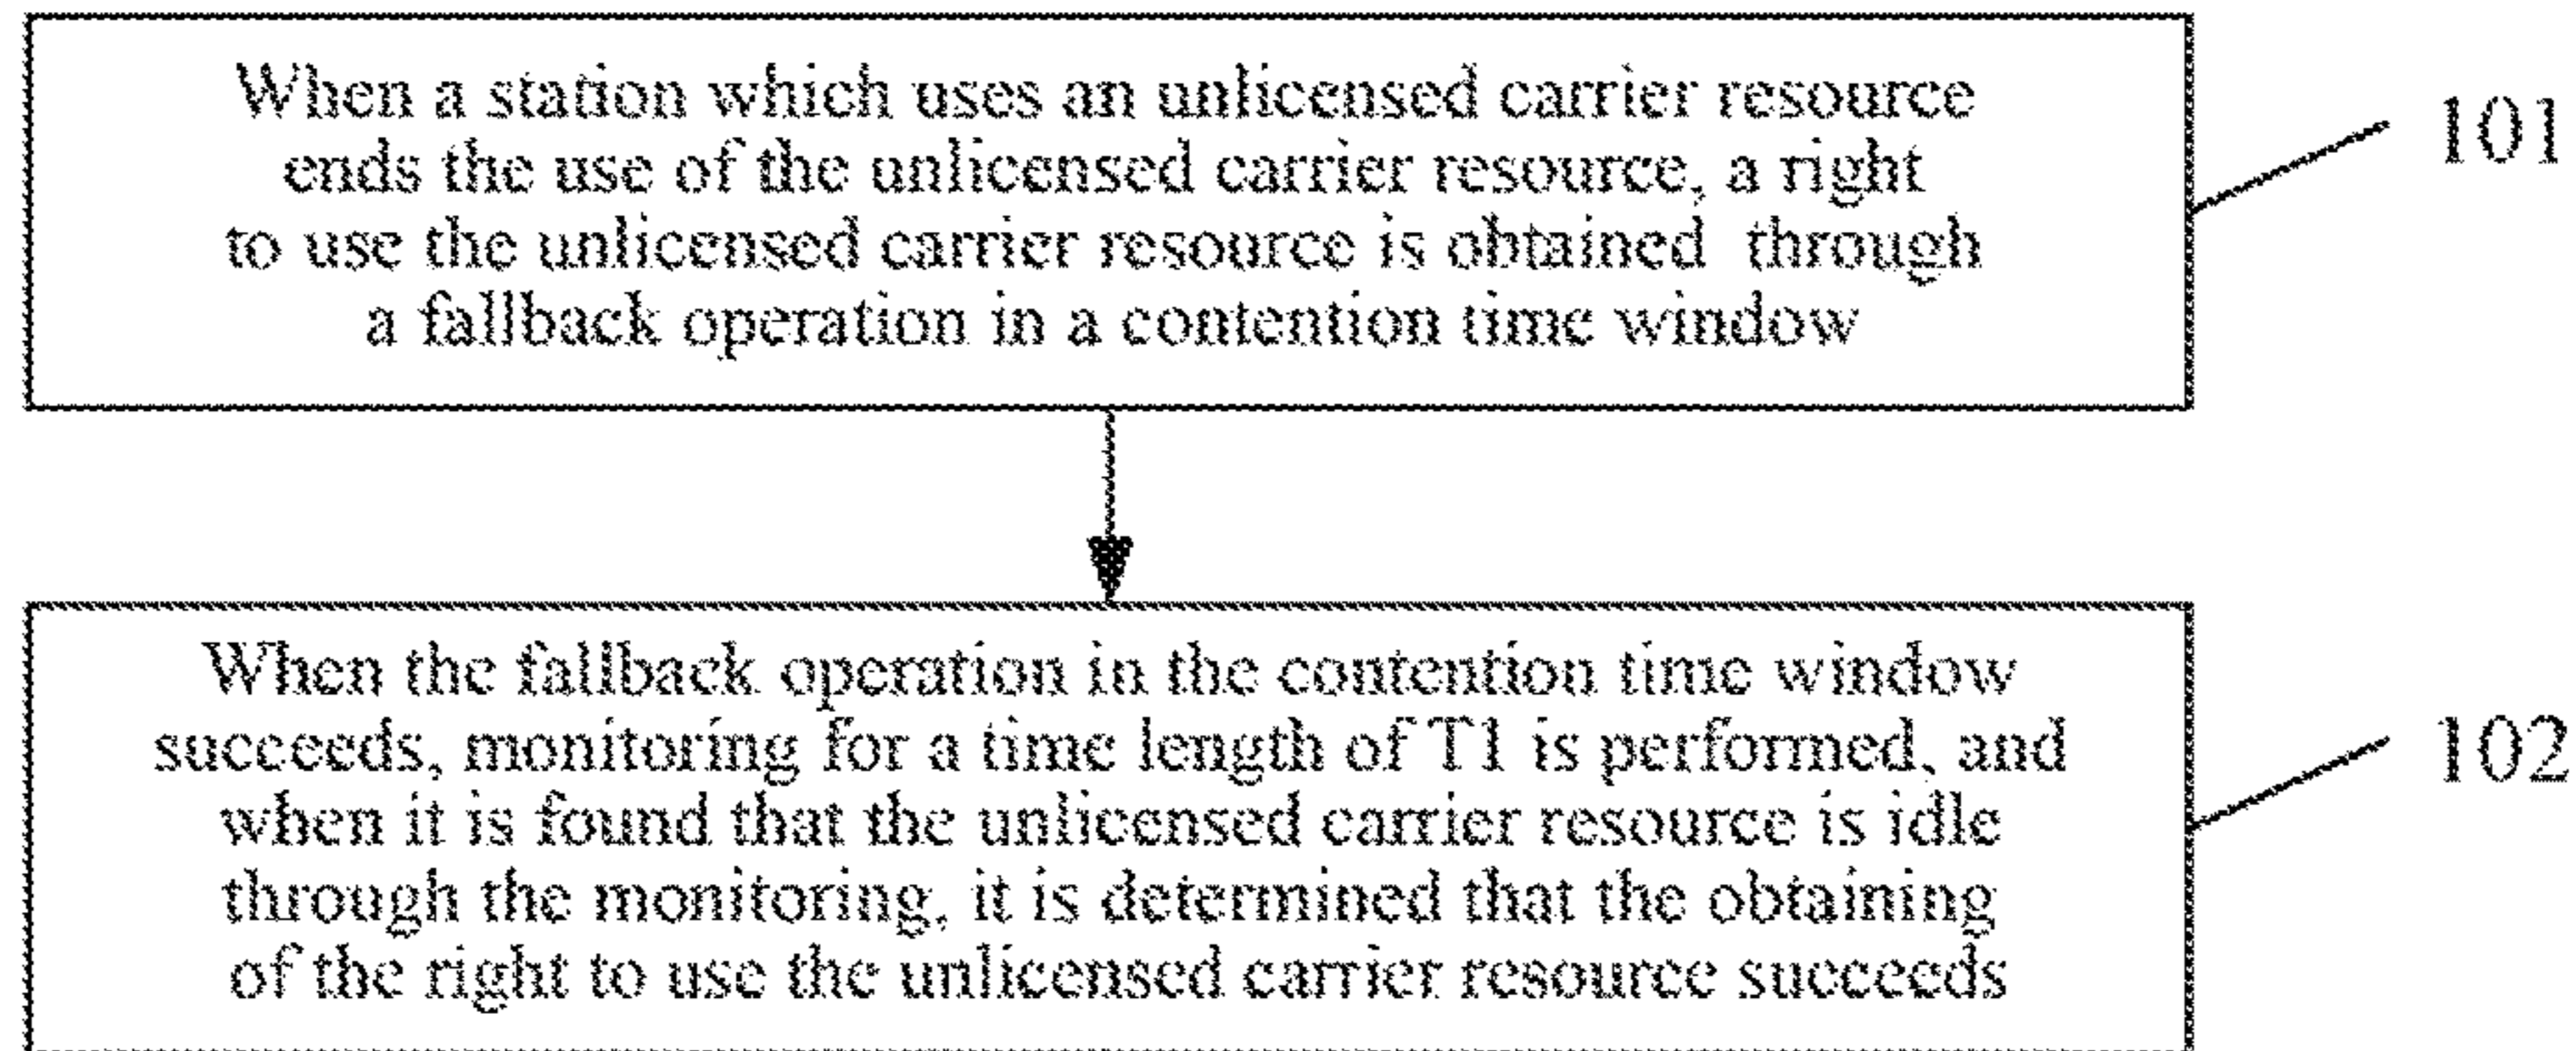 When a station which uses an unlicensed carrier resource
ends the use of the unlicensed carrier resource, a right
to use the unlicensed carrier resource is obtained through
a fallback operation in a contention time window
101
When the fallback operation in the contention time window
succeeds, monitoring for a time length of T1 is performed, and
when it is found that the unlicensed carrier resource is idle
through the monitoring, it is determined that the obtaining
of the right to use the unlicensed carrier resource succeeds
102